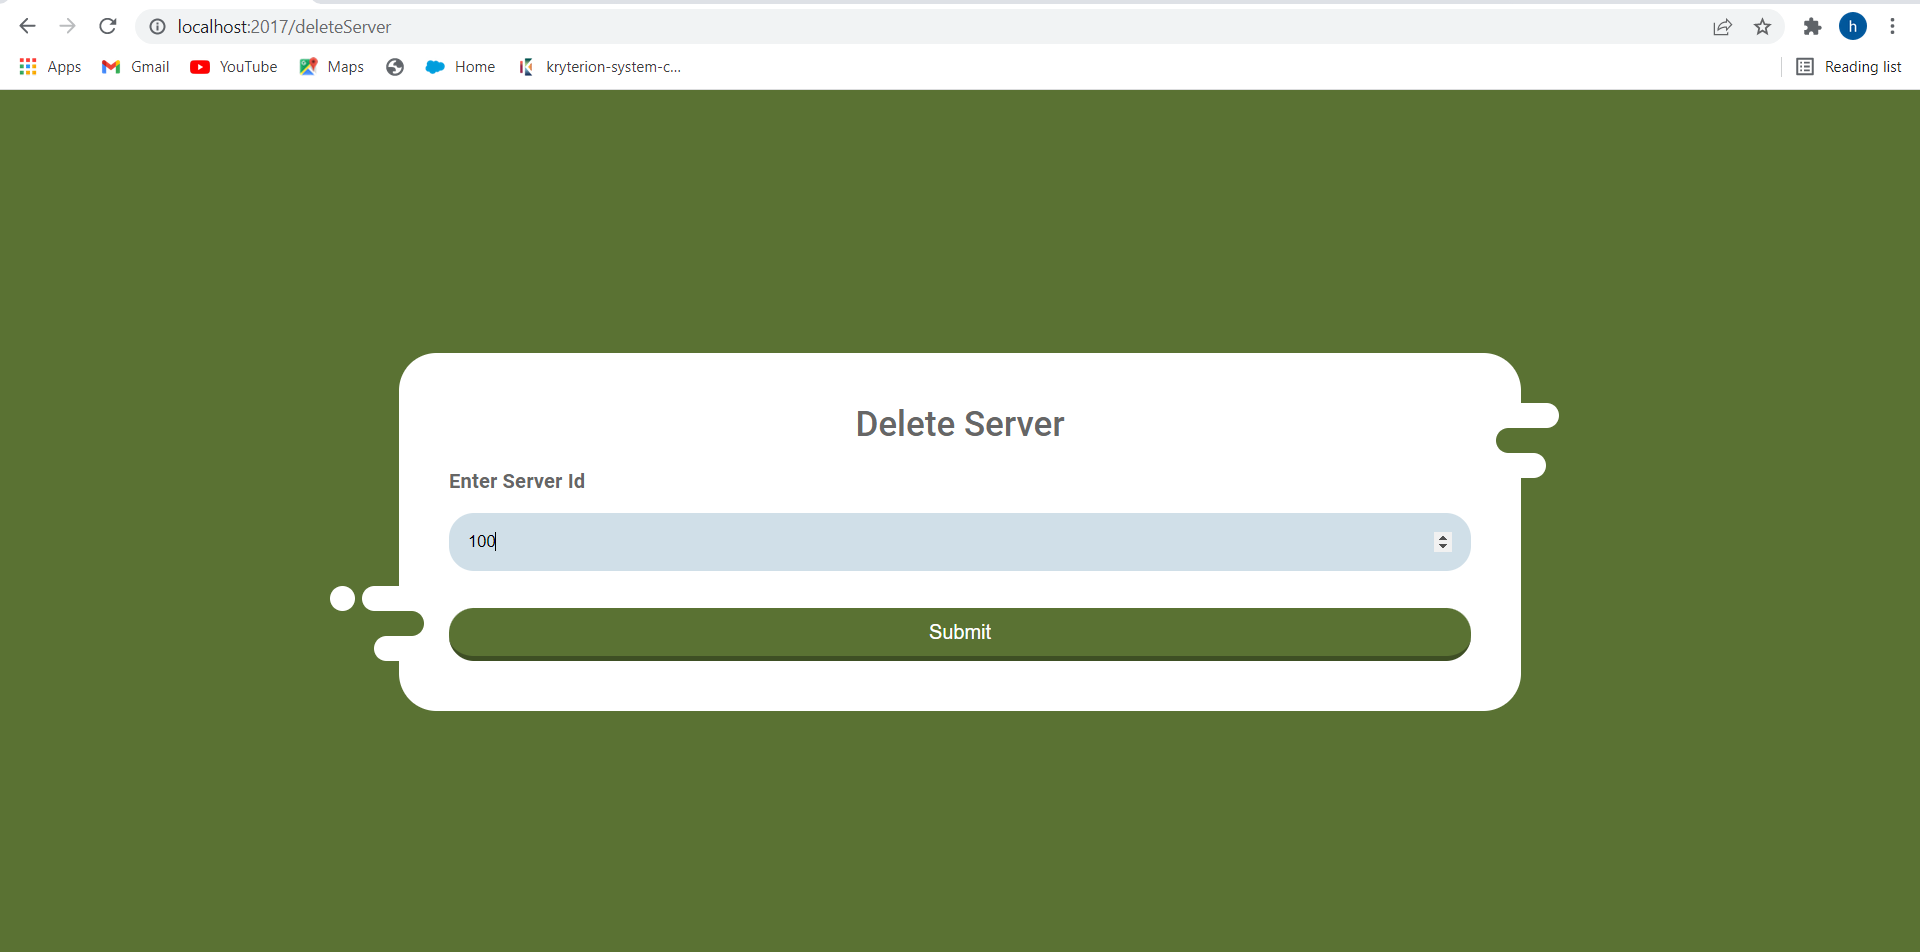 localhost:2017/deleteServer
h
Apps Gmail YouTube Maps Home kryterion-system-c... Reading list
Delete Server
Enter Server Id
100
Submit